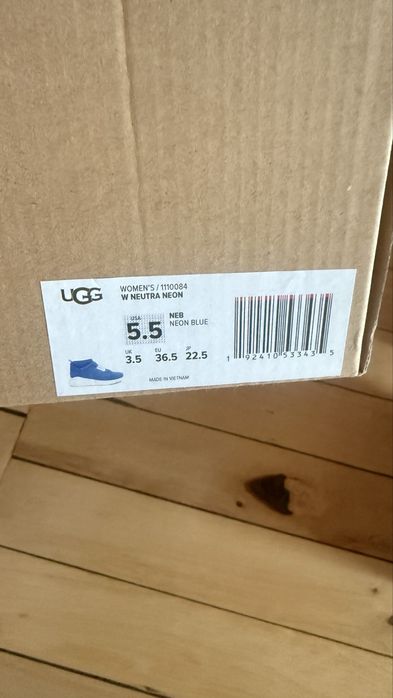 UGG
WOMEN'S / 1110084
W NEUTRA NEON
USA
5.5
NEB
NEON BLUE
UK
3.5
EU
36.5
JP
22.5
MADE IN VIETNAM
1 92410 53343 5